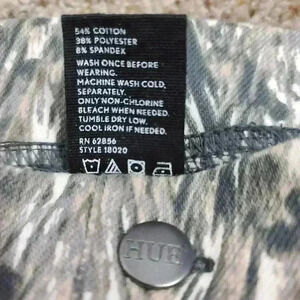 54% COTTON
38% POLYESTER
8% SPANDEX
WASH ONCE BEFORE
WEARING.
MACHINE WASH COLD,
SEPARATELY.
ONLY NON-CHLORINE
BLEACH WHEN NEEDED.
TUMBLE DRY LOW.
COOL IRON IF NEEDED.
RN 62856
STYLE 18020
HUE